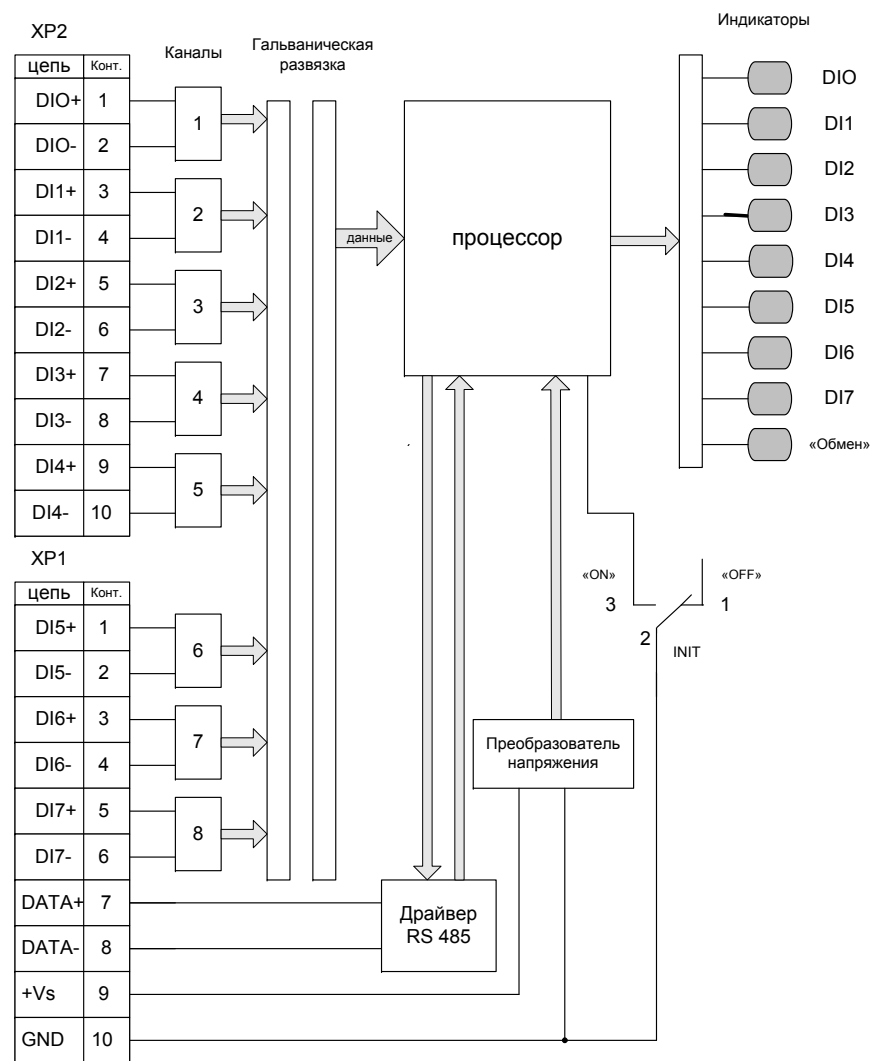 Индикаторы
XP2
Каналы
Гальваническая
развязка
цепь Конт.
DIO+ 1
DIO- 2
DI1+ 3
DI1- 4
DI2+ 5
DI2- 6
DI3+ 7
DI3- 8
DI4+ 9
DI4- 10
1
2
3
4
5
данные
процессор
DIO
DI1
DI2
DI3
DI4
DI5
DI6
DI7
«Обмен»
XP1
цепь Конт.
DI5+ 1
DI5- 2
DI6+ 3
DI6- 4
DI7+ 5
DI7- 6
DATA+ 7
DATA- 8
+Vs 9
GND 10
6
7
8
«ON» «OFF»
3 1
2
INIT
Преобразователь
напряжения
Драйвер
RS 485